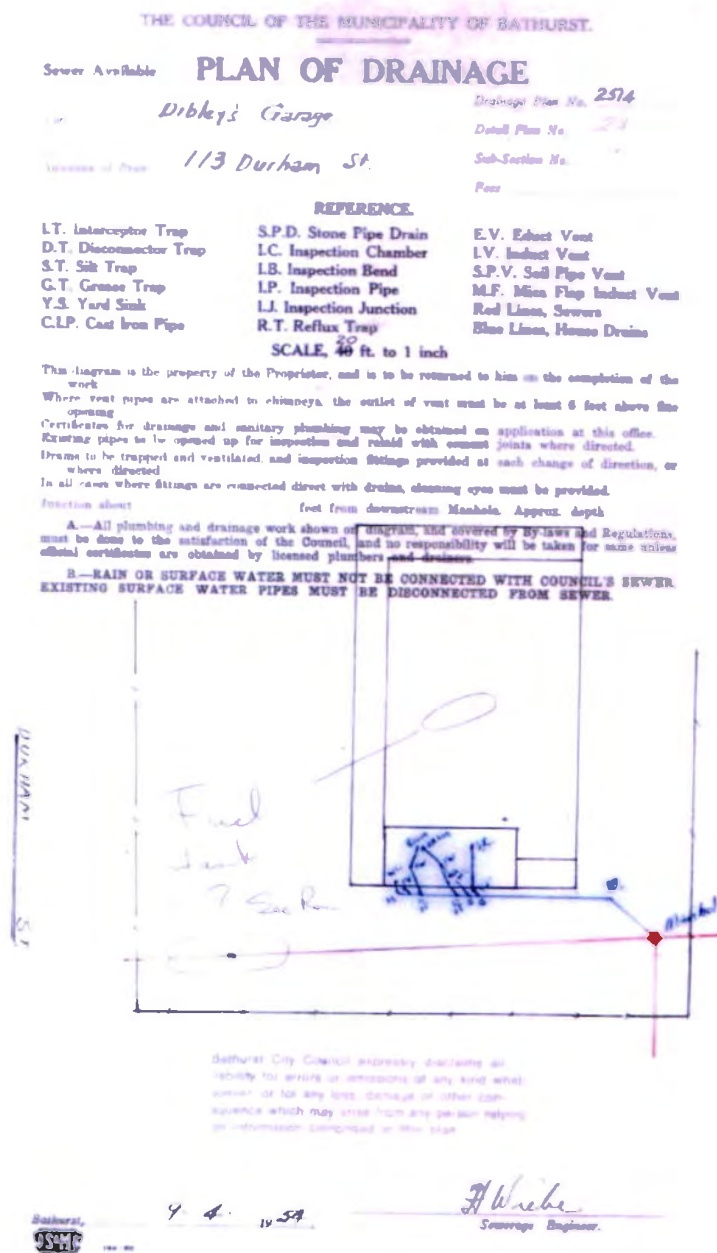 THE COUNCIL OF THE MUNICIPALITY OF BATHURST.
Sewer Available PLAN OF DRAINAGE
Drainage Plan No. 2514
Dibley's Garage
Detail Plan No. 23
113 Durham St.
Sub-Section No.
REFERENCE.
I.T. Interceptor Trap
D.T. Disconnector Trap
S.T. Silt Trap
G.T. Grease Trap
Y.S. Yard Sink
C.I.P. Cast Iron Pipe
S.P.D. Stone Pipe Drain
I.C. Inspection Chamber
I.B. Inspection Bend
I.P. Inspection Pipe
I.J. Inspection Junction
R.T. Reflux Trap
E.V. Educt Vent
I.V. Induct Vent
S.P.V. Soil Pipe Vent
M.F. Mica Flap Induct Vent
Red Lines, Sewers
Blue Lines, House Drains
SCALE, 40 20 ft. to 1 inch
This diagram is the property of the Proprietor, and is to be returned to him on the completion of the
work
Where vent pipes are attached to chimneys, the outlet of vent must be at least 6 feet above flue
opening
Certificates for drainage and sanitary plumbing may be obtained on application at this office.
Existing pipes to be opened up for inspection and relaid with cement joints where directed.
Drains to be trapped and ventilated, and inspection fittings provided at each change of direction, or
where directed
In all cases where fittings are connected direct with drains, cleaning eyes must be provided.
Junction about feet from downstream Manhole. Approx. depth
A.—All plumbing and drainage work shown on diagram, and covered by By-laws and Regulations,
must be done to the satisfaction of the Council, and no responsibility will be taken for same unless
official certificates are obtained by licensed plumbers and drainers
B.—RAIN OR SURFACE WATER MUST NOT BE CONNECTED WITH COUNCIL'S SEWER
EXISTING SURFACE WATER PIPES MUST BE DISCONNECTED FROM SEWER.
DURHAM ST
Fuel
tank
?
Manhole
Bathurst City Council expressly disclaims all
liability for errors or omissions of any kind what-
soever or for any loss, damage or other con-
sequence which may arise from any person relying
on information comprised in this plan
Bathurst, 9 4. 1954
Sewerage Engineer.